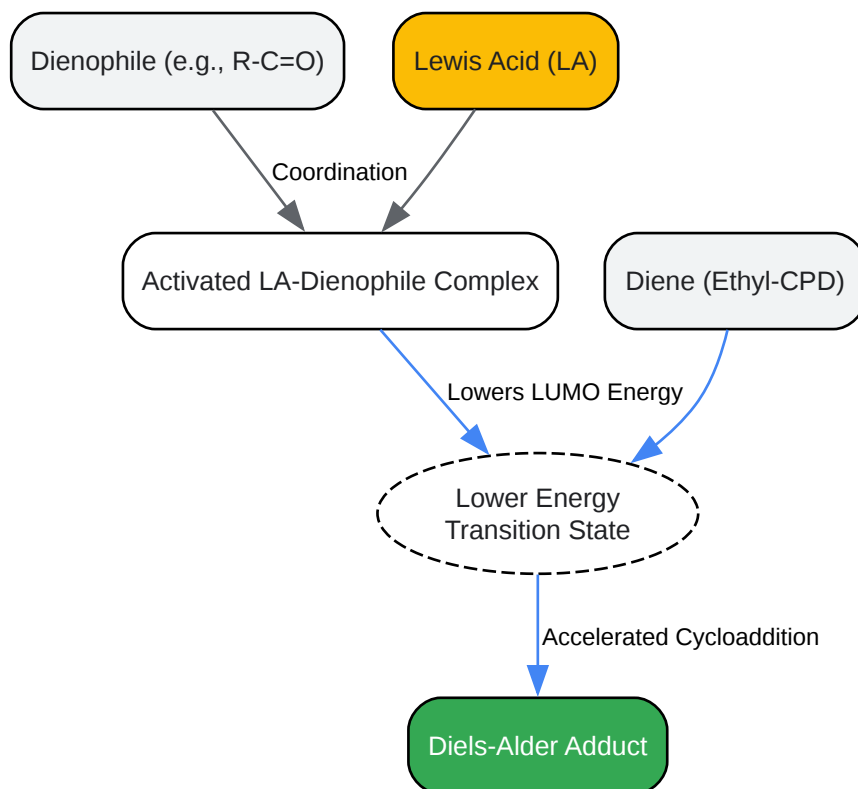 Dienophile (e.g., R-C=O)
Lewis Acid (LA)
Coordination
Activated LA-Dienophile Complex
Diene (Ethyl-CPD)
Lowers LUMO Energy
Lower Energy
Transition State
Accelerated Cycloaddition
Diels-Alder Adduct